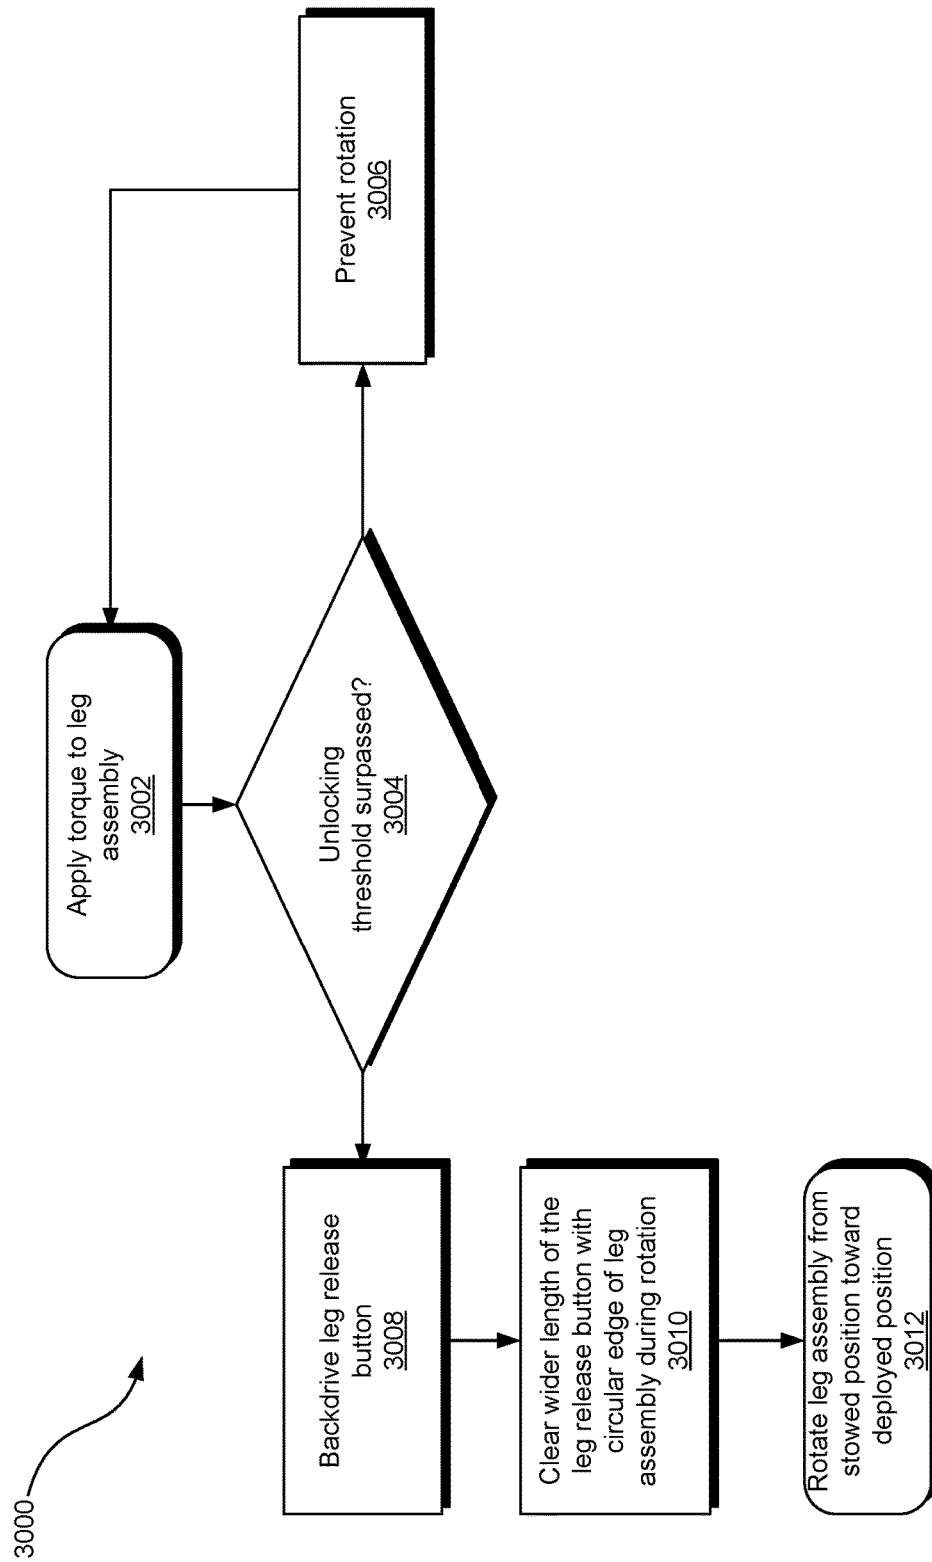 3000
Apply torque to leg
assembly
3002
Unlocking
threshold surpassed?
3004
Prevent rotation
3006
Backdrive leg release
button
3008
Clear wider length of the
leg release button with
circular edge of leg
assembly during rotation
3010
Rotate leg assembly from
stowed position toward
deployed position
3012